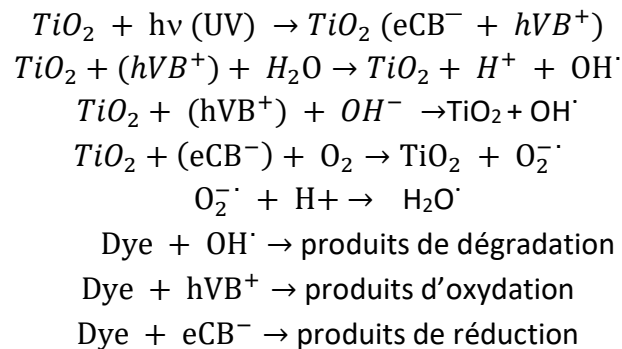 TiO₂ + hν (UV) → TiO₂ (eCB⁻ + hVB⁺)
TiO₂ + (hVB⁺) + H₂O → TiO₂ + H⁺ + OH˙
TiO₂ + (hVB⁺) + OH⁻ →TiO₂ + OH˙
TiO₂ + (eCB⁻) + O₂ → TiO₂ + O₂⁻˙
O₂⁻˙ + H+ → H₂O˙
Dye + OH˙ → produits de dégradation
Dye + hVB⁺ → produits d'oxydation
Dye + eCB⁻ → produits de réduction